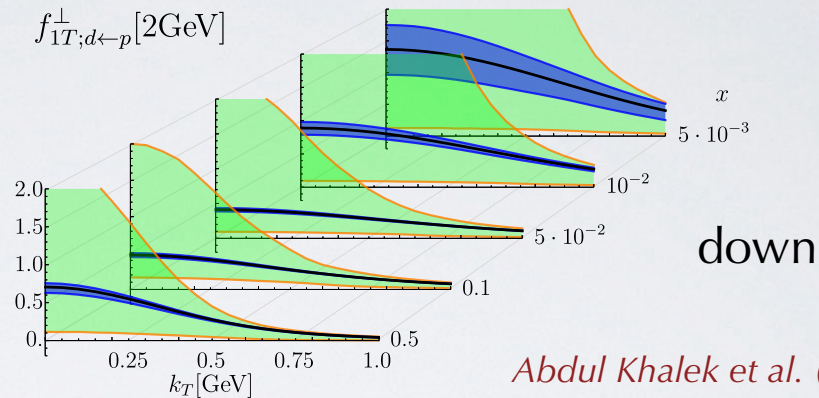 f⊥1T;d←p[2GeV]
x
5·10⁻³
10⁻²
5·10⁻²
0.1
0.5
2.0
1.5
1.0
0.5
0.
0.25 0.5 0.75 1.0
kT[GeV]
down
Abdul Khalek et al. (